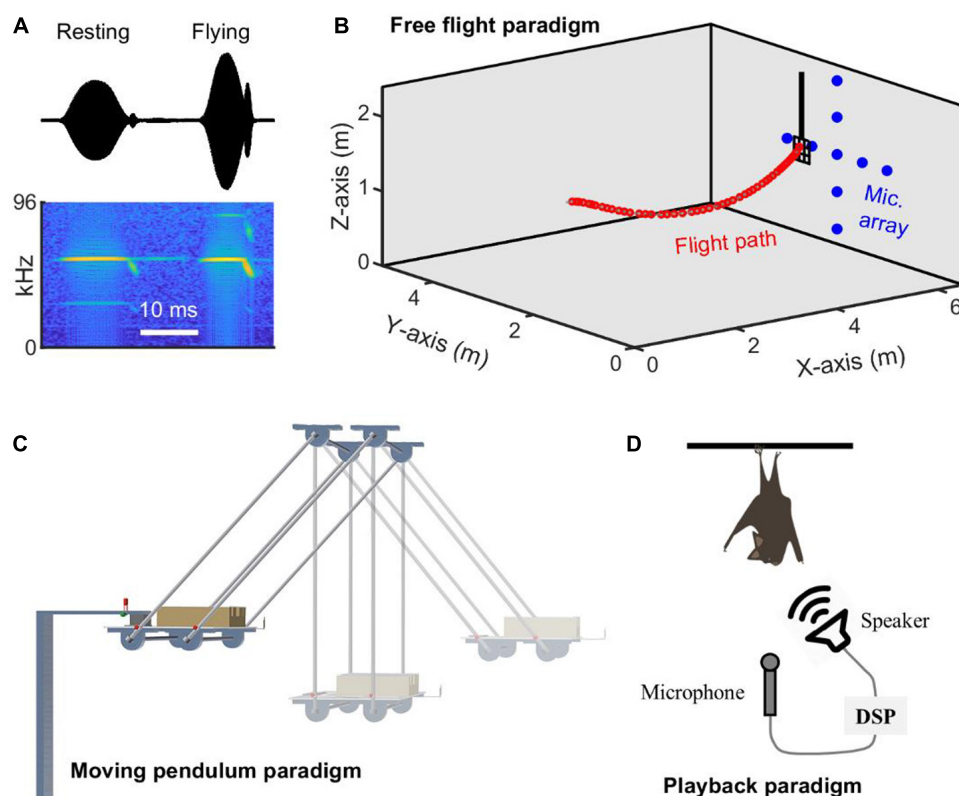 A
Resting
Flying
96
kHz
0
10 ms
B
Free flight paradigm
2
1
0
Z-axis (m)
4
2
0
Y-axis (m)
0
2
4
6
X-axis (m)
Mic.
array
Flight path
C
Moving pendulum paradigm
D
Speaker
Microphone
DSP
Playback paradigm